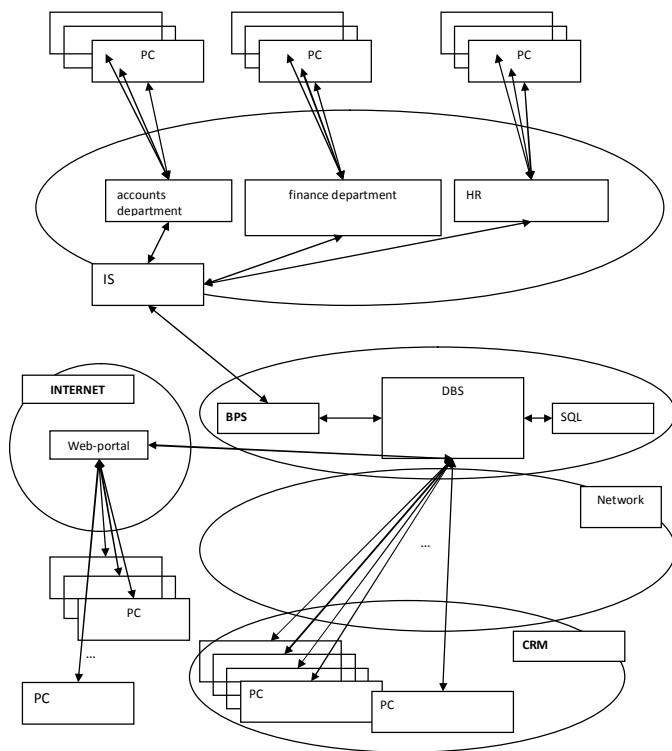 PC
PC
PC
accounts
department
finance department
HR
IS
INTERNET
DBS
BPS
SQL
Web-portal
Network
...
PC
CRM
...
PC
PC
PC